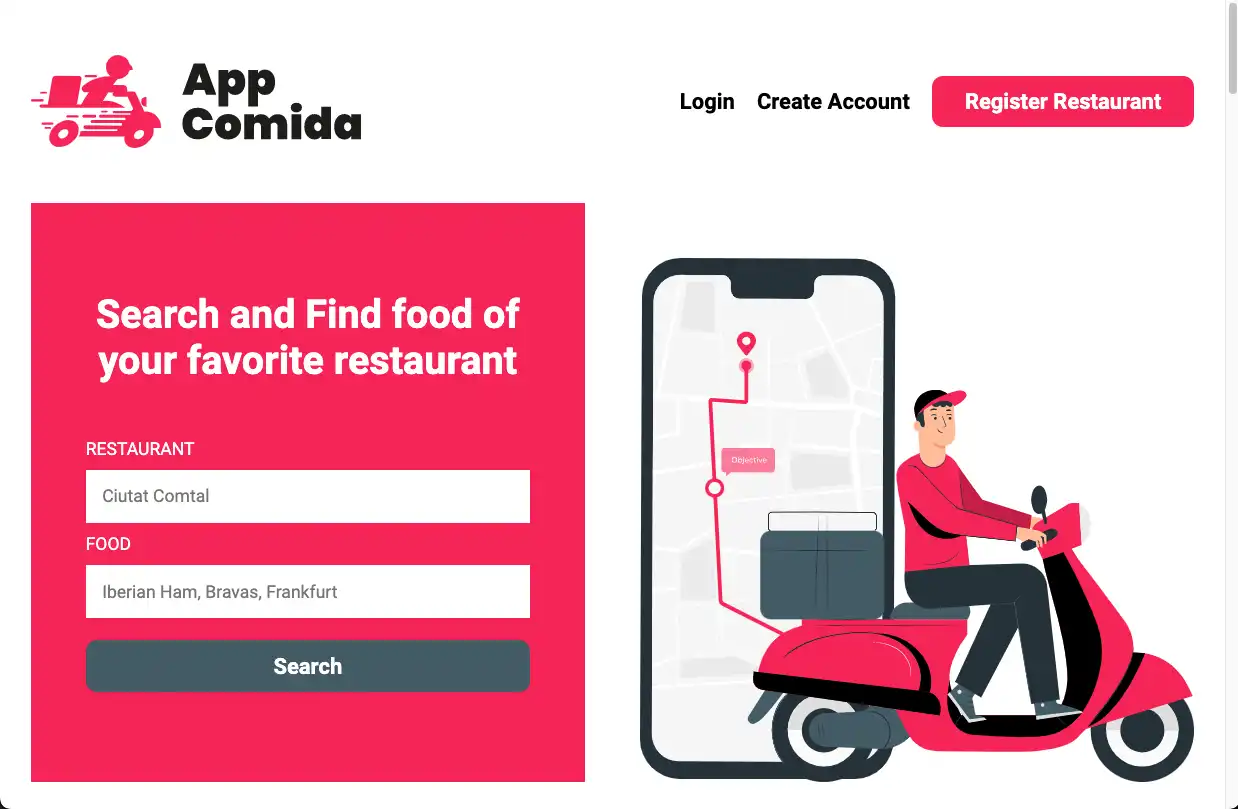 App
Comida
Login
Create Account
Register Restaurant
Search and Find food of
your favorite restaurant
RESTAURANT
Ciutat Comtal
FOOD
Iberian Ham, Bravas, Frankfurt
Search
Objective